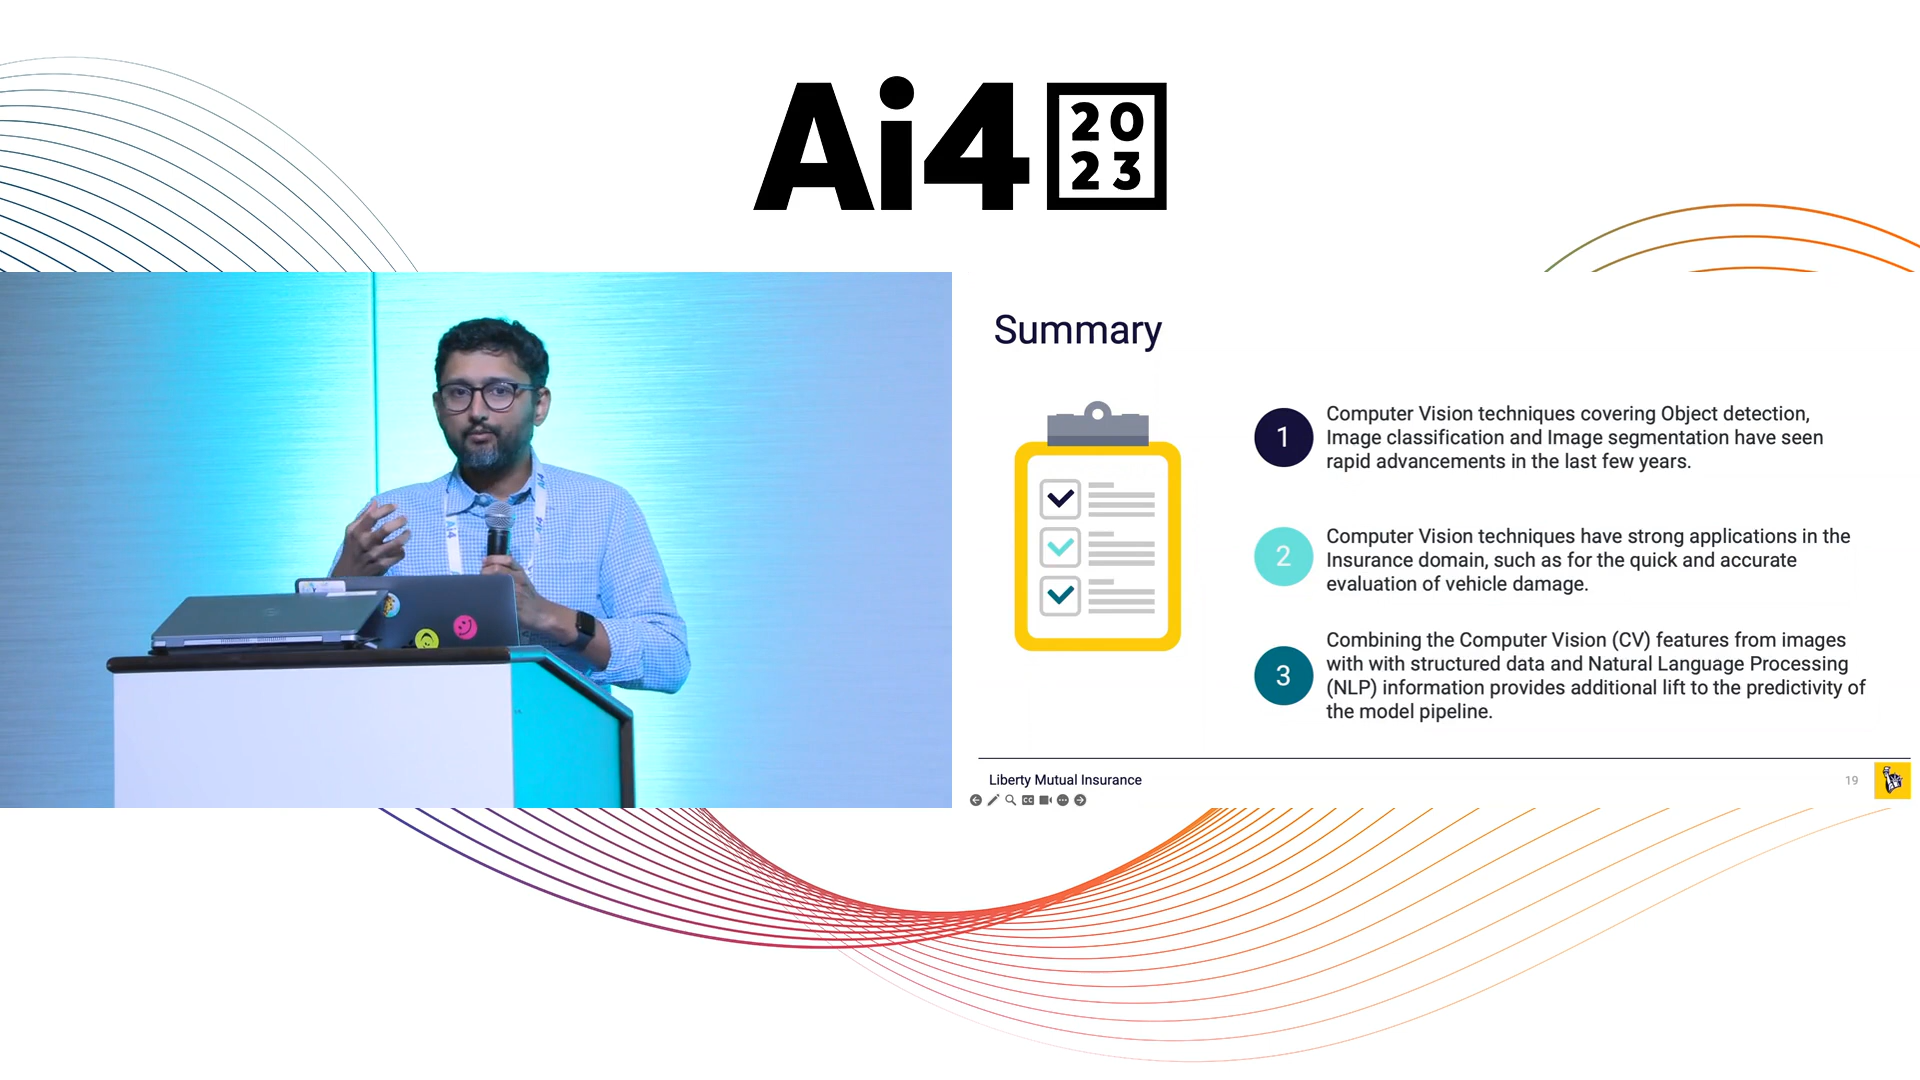 Ai4 20
23
Summary
1
Computer Vision techniques covering Object detection,
Image classification and Image segmentation have seen
rapid advancements in the last few years.
2
Computer Vision techniques have strong applications in the
Insurance domain, such as for the quick and accurate
evaluation of vehicle damage.
3
Combining the Computer Vision (CV) features from images
with with structured data and Natural Language Processing
(NLP) information provides additional lift to the predictivity of
the model pipeline.
Liberty Mutual Insurance
19
CC
Ai4